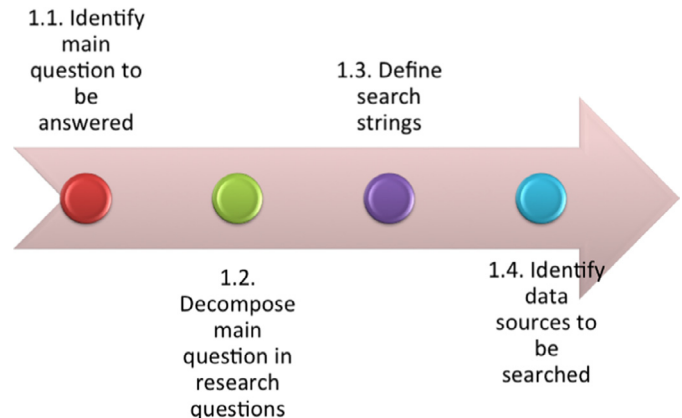 1.1. Identify
main
question to
be
answered
1.2.
Decompose
main
question in
research
questions
1.3. Define
search
strings
1.4. Identify
data
sources to
be
searched